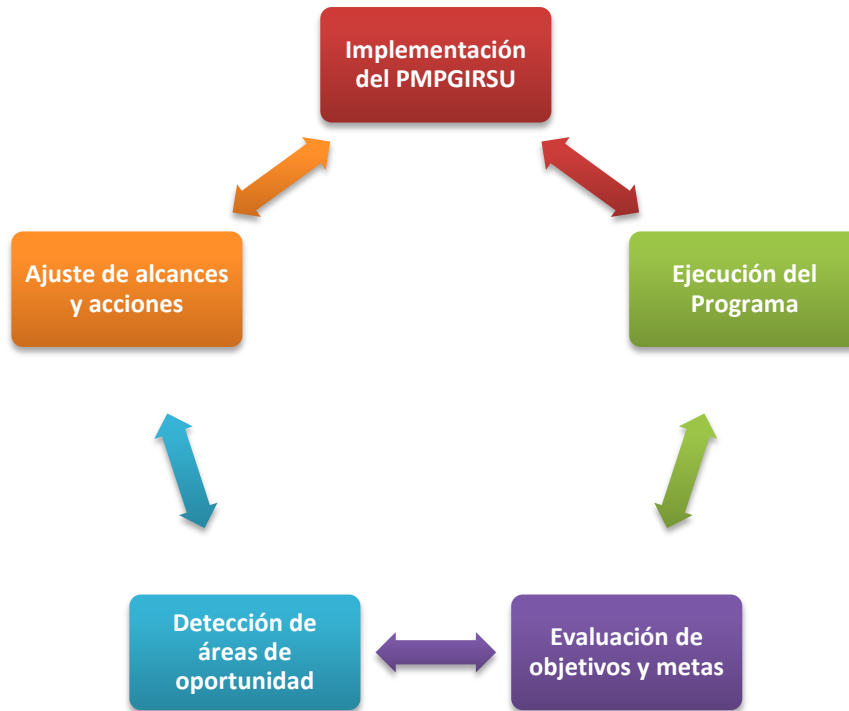 Implementación
del PMPGIRSU
Ajuste de alcances
y acciones
Ejecución del
Programa
Detección de
áreas de
oportunidad
Evaluación de
objetivos y metas